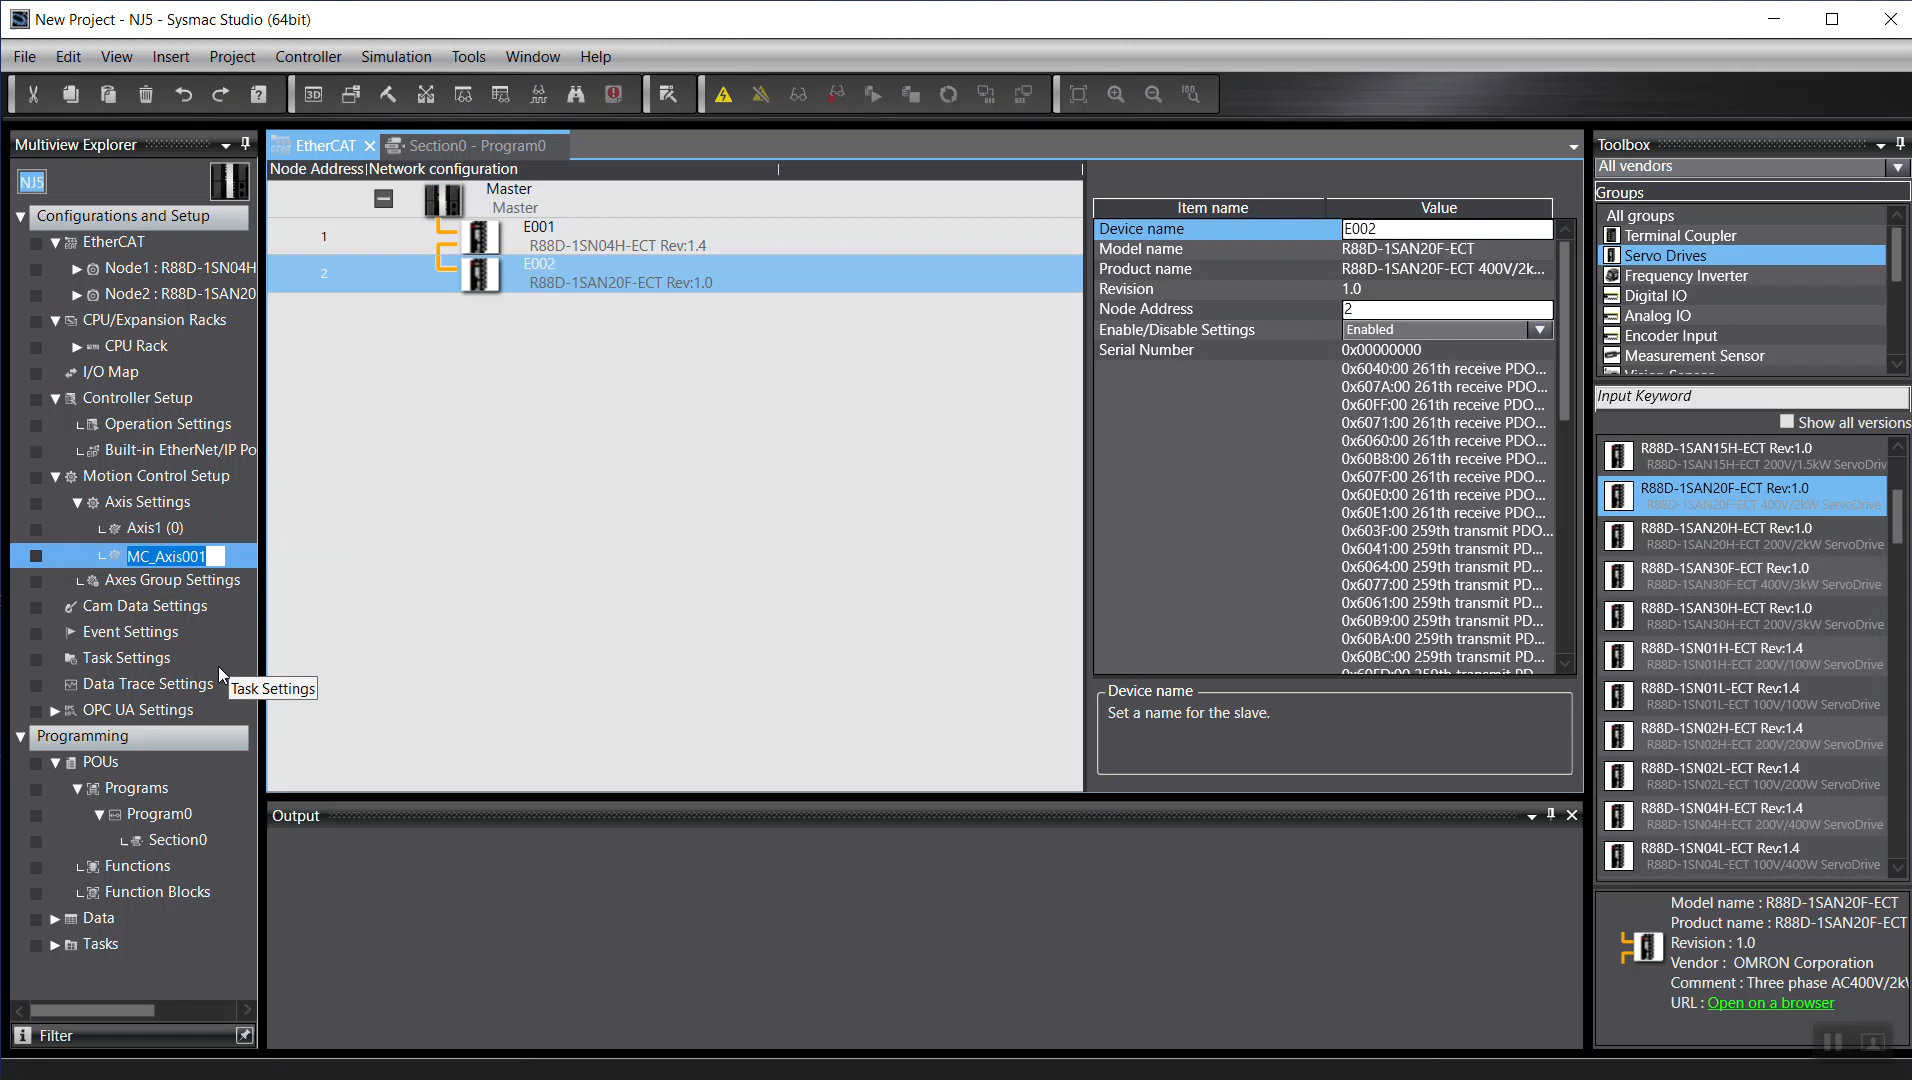 New Project - NJ5 - Sysmac Studio (64bit)
File Edit View Insert Project Controller Simulation Tools Window Help
Multiview Explorer
NJ5
Configurations and Setup
EtherCAT
Node1 : R88D-1SN04H
Node2 : R88D-1SAN20
CPU/Expansion Racks
CPU Rack
I/O Map
Controller Setup
Operation Settings
Built-in EtherNet/IP Po
Motion Control Setup
Axis Settings
Axis1 (0)
MC_Axis001
Axes Group Settings
Cam Data Settings
Event Settings
Task Settings
Data Trace Settings
Task Settings
OPC UA Settings
Programming
POUs
Programs
Program0
Section0
Functions
Function Blocks
Data
Tasks
Filter
EtherCAT
Section0 - Program0
Node Address Network configuration
Master
Master
1
E001
R88D-1SN04H-ECT Rev:1.4
2
E002
R88D-1SAN20F-ECT Rev:1.0
Item name Value
Device name E002
Model name R88D-1SAN20F-ECT
Product name R88D-1SAN20F-ECT 400V/2k...
Revision 1.0
Node Address 2
Enable/Disable Settings Enabled
Serial Number 0x00000000
0x6040:00 261th receive PDO...
0x607A:00 261th receive PDO...
0x60FF:00 261th receive PDO...
0x6071:00 261th receive PDO...
0x6060:00 261th receive PDO...
0x60B8:00 261th receive PDO...
0x607F:00 261th receive PDO...
0x60E0:00 261th receive PDO...
0x60E1:00 261th receive PDO...
0x603F:00 259th transmit PDO...
0x6041:00 259th transmit PD...
0x6064:00 259th transmit PD...
0x6077:00 259th transmit PD...
0x6061:00 259th transmit PD...
0x60B9:00 259th transmit PD...
0x60BA:00 259th transmit PD...
0x60BC:00 259th transmit PD...
Device name
Set a name for the slave.
Output
Toolbox
All vendors
Groups
All groups
Terminal Coupler
Servo Drives
Frequency Inverter
Digital IO
Analog IO
Encoder Input
Measurement Sensor
Input Keyword
Show all versions
R88D-1SAN15H-ECT Rev:1.0
R88D-1SAN15H-ECT 200V/1.5kW ServoDriv
R88D-1SAN20F-ECT Rev:1.0
R88D-1SAN20F-ECT 400V/2kW ServoDrive
R88D-1SAN20H-ECT Rev:1.0
R88D-1SAN20H-ECT 200V/2kW ServoDrive
R88D-1SAN30F-ECT Rev:1.0
R88D-1SAN30F-ECT 400V/3kW ServoDrive
R88D-1SAN30H-ECT Rev:1.0
R88D-1SAN30H-ECT 200V/3kW ServoDrive
R88D-1SN01H-ECT Rev:1.4
R88D-1SN01H-ECT 200V/100W ServoDrive
R88D-1SN01L-ECT Rev:1.4
R88D-1SN01L-ECT 100V/100W ServoDrive
R88D-1SN02H-ECT Rev:1.4
R88D-1SN02H-ECT 200V/200W ServoDrive
R88D-1SN02L-ECT Rev:1.4
R88D-1SN02L-ECT 100V/200W ServoDrive
R88D-1SN04H-ECT Rev:1.4
R88D-1SN04H-ECT 200V/400W ServoDrive
R88D-1SN04L-ECT Rev:1.4
R88D-1SN04L-ECT 100V/400W ServoDrive
Model name : R88D-1SAN20F-ECT
Product name : R88D-1SAN20F-ECT
Revision : 1.0
Vendor : OMRON Corporation
Comment : Three phase AC400V/2k
URL : Open on a browser